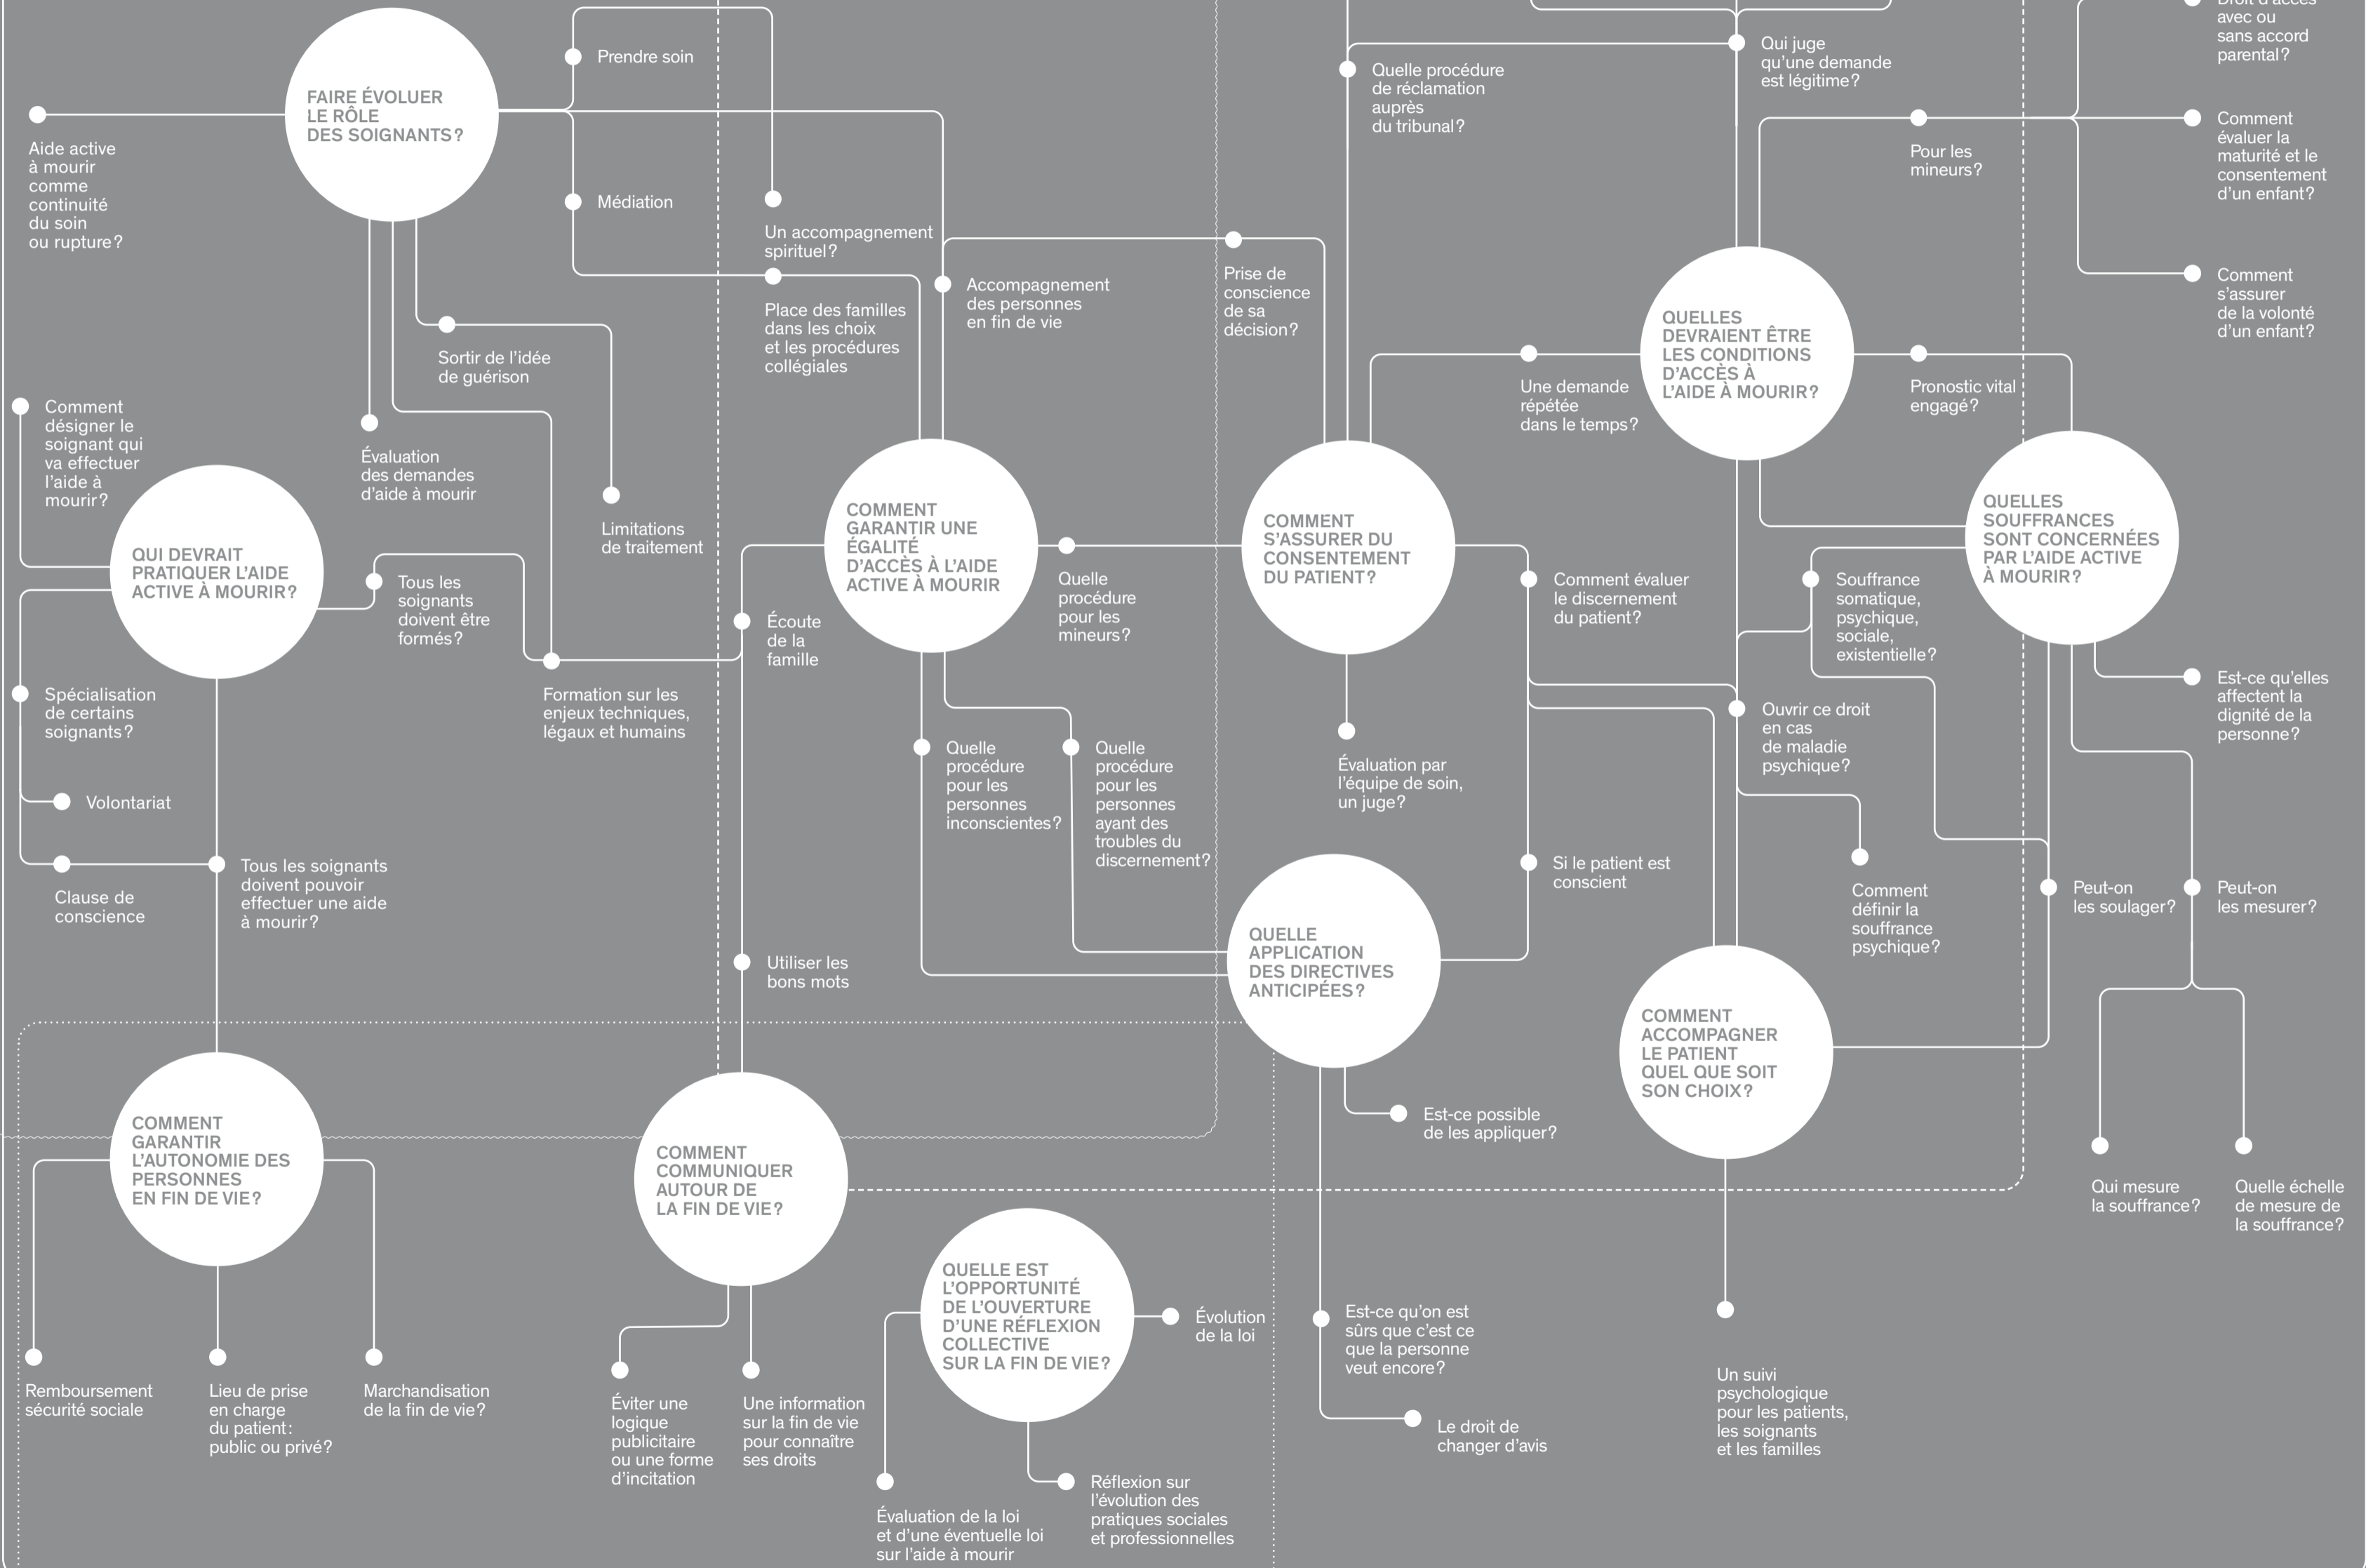 FAIRE ÉVOLUER
LE RÔLE
DES SOIGNANTS ?
Aide active
à mourir
comme
continuité
du soin
ou rupture ?
Prendre soin
Médiation
Un accompagnement
spirituel ?
Place des familles
dans les choix
et les procédures
collégiales
Accompagnement
des personnes
en fin de vie
Prise de
conscience
de sa
décision ?
Quelle procédure
de réclamation
auprès
du tribunal ?
Qui juge
qu’une demande
est légitime ?
Droit d’accès
avec ou
sans accord
parental ?
Pour les
mineurs ?
Comment
évaluer la
maturité et le
consentement
d’un enfant ?
Comment
s’assurer
de la volonté
d’un enfant ?
Sortir de l’idée
de guérison
Évaluation
des demandes
d’aide à mourir
Limitations
de traitement
QUELLES
DEVRAIENT ÊTRE
LES CONDITIONS
D’ACCÈS À
L’AIDE À MOURIR ?
Une demande
répétée
dans le temps ?
Pronostic vital
engagé ?
Comment
désigner le
soignant qui
va effectuer
l’aide à
mourir ?
QUI DEVRAIT
PRATIQUER L’AIDE
ACTIVE À MOURIR ?
Tous les
soignants
doivent être
formés ?
Formation sur les
enjeux techniques,
légaux et humains
Spécialisation
de certains
soignants ?
Volontariat
Clause de
conscience
Tous les soignants
doivent pouvoir
effectuer une aide
à mourir ?
COMMENT
GARANTIR UNE
ÉGALITÉ
D’ACCÈS À L’AIDE
ACTIVE À MOURIR
Écoute
de la
famille
Quelle
procédure
pour les
mineurs ?
Quelle
procédure
pour les
personnes
inconscientes ?
Quelle
procédure
pour les
personnes
ayant des
troubles du
discernement ?
Utiliser les
bons mots
COMMENT
S’ASSURER DU
CONSENTEMENT
DU PATIENT ?
Comment évaluer
le discernement
du patient ?
Évaluation par
l’équipe de soin,
un juge ?
Si le patient est
conscient
QUELLES
SOUFFRANCES
SONT CONCERNÉES
PAR L’AIDE ACTIVE
À MOURIR ?
Souffrance
somatique,
psychique,
sociale,
existentielle ?
Est-ce qu’elles
affectent la
dignité de la
personne ?
Ouvrir ce droit
en cas
de maladie
psychique ?
Comment
définir la
souffrance
psychique ?
Peut-on
les soulager ?
Peut-on
les mesurer ?
Qui mesure
la souffrance ?
Quelle échelle
de mesure de
la souffrance ?
QUELLE
APPLICATION
DES DIRECTIVES
ANTICIPÉES ?
Est-ce possible
de les appliquer ?
Est-ce qu’on est
sûrs que c’est ce
que la personne
veut encore ?
Le droit de
changer d’avis
COMMENT
ACCOMPAGNER
LE PATIENT
QUEL QUE SOIT
SON CHOIX ?
Un suivi
psychologique
pour les patients,
les soignants
et les familles
COMMENT
GARANTIR
L’AUTONOMIE DES
PERSONNES
EN FIN DE VIE ?
Remboursement
sécurité sociale
Lieu de prise
en charge
du patient :
public ou privé ?
Marchandisation
de la fin de vie ?
COMMENT
COMMUNIQUER
AUTOUR DE
LA FIN DE VIE ?
Éviter une
logique
publicitaire
ou une forme
d’incitation
Une information
sur la fin de vie
pour connaître
ses droits
QUELLE EST
L’OPPORTUNITÉ
DE L’OUVERTURE
D’UNE RÉFLEXION
COLLECTIVE
SUR LA FIN DE VIE ?
Évolution
de la loi
Évaluation de la loi
et d’une éventuelle loi
sur l’aide à mourir
Réflexion sur
l’évolution des
pratiques sociales
et professionnelles